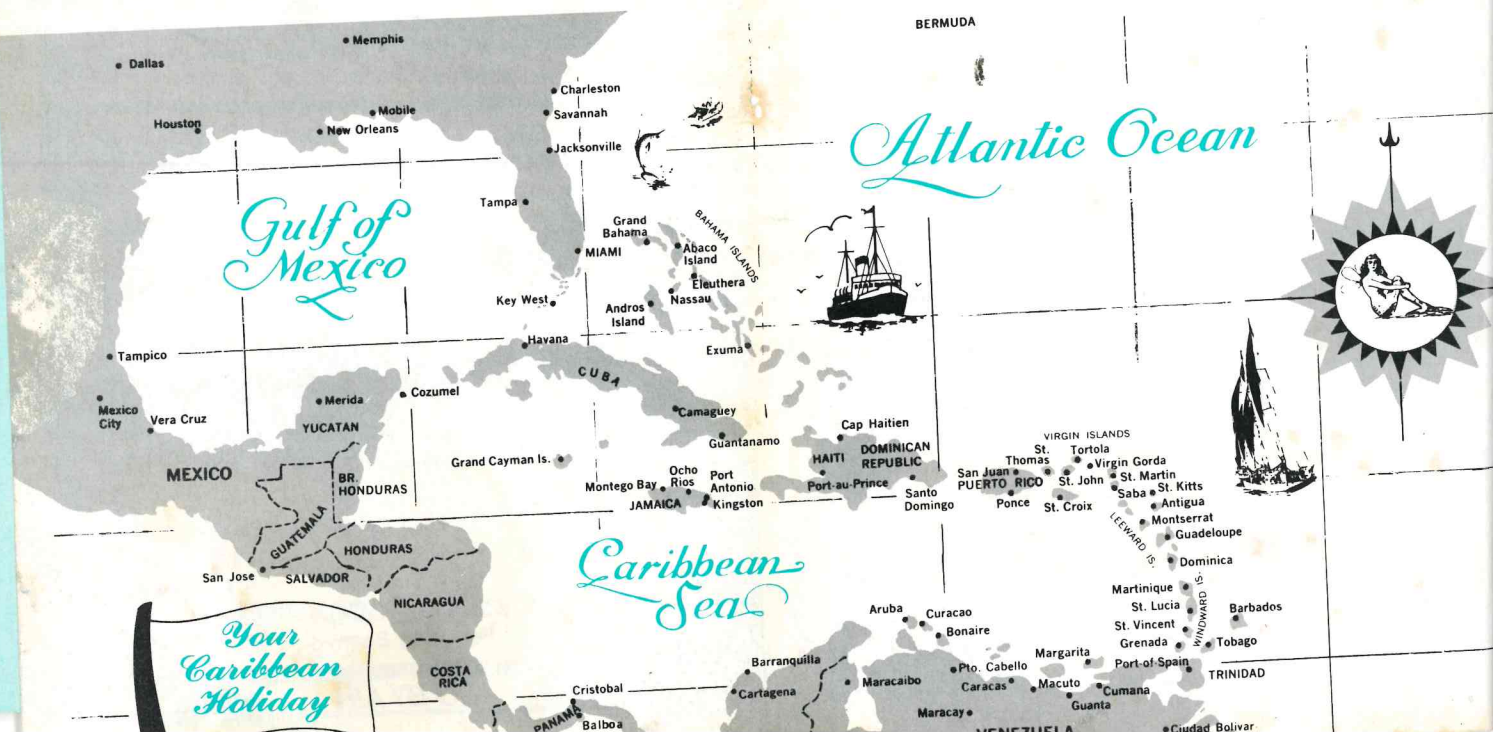 BERMUDA
Memphis
Dallas
Charleston
Mobile
Savannah
Houston
New Orleans
Jacksonville
Atlantic Ocean
Gulf of
Mexico
Tampa
MIAMI
Key West
Grand
Bahama
BAHAMA ISLANDS
Abaco
Island
Eleuthera
Nassau
Andros
Island
Exuma
Havana
CUBA
Camaguey
Guantanamo
Tampico
Mexico
City
Vera Cruz
Merida
YUCATAN
Cozumel
MEXICO
BR.
HONDURAS
GUATEMALA
HONDURAS
San Jose
SALVADOR
NICARAGUA
COSTA
RICA
PANAMA
Cristobal
Balboa
Grand Cayman Is.
Montego Bay
Ocho
Rios
Port
Antonio
JAMAICA
Kingston
Cap Haitien
HAITI
DOMINICAN
REPUBLIC
Port-au-Prince
Santo
Domingo
VIRGIN ISLANDS
St.
Thomas
Tortola
Virgin Gorda
San Juan
PUERTO RICO
St. John
St. Martin
Saba
St. Kitts
Ponce
St. Croix
Antigua
Montserrat
LEEWARD IS.
Guadeloupe
Dominica
Martinique
St. Lucia
St. Vincent
WINDWARD IS.
Barbados
Grenada
Tobago
Port-of-Spain
TRINIDAD
Caribbean
Sea
Aruba
Curacao
Bonaire
Margarita
Barranquilla
Cartagena
Maracaibo
Pto. Cabello
Caracas
Macuto
Cumana
Guanta
Maracay
VENEZUELA
Ciudad Bolivar
Your
Caribbean
Holiday